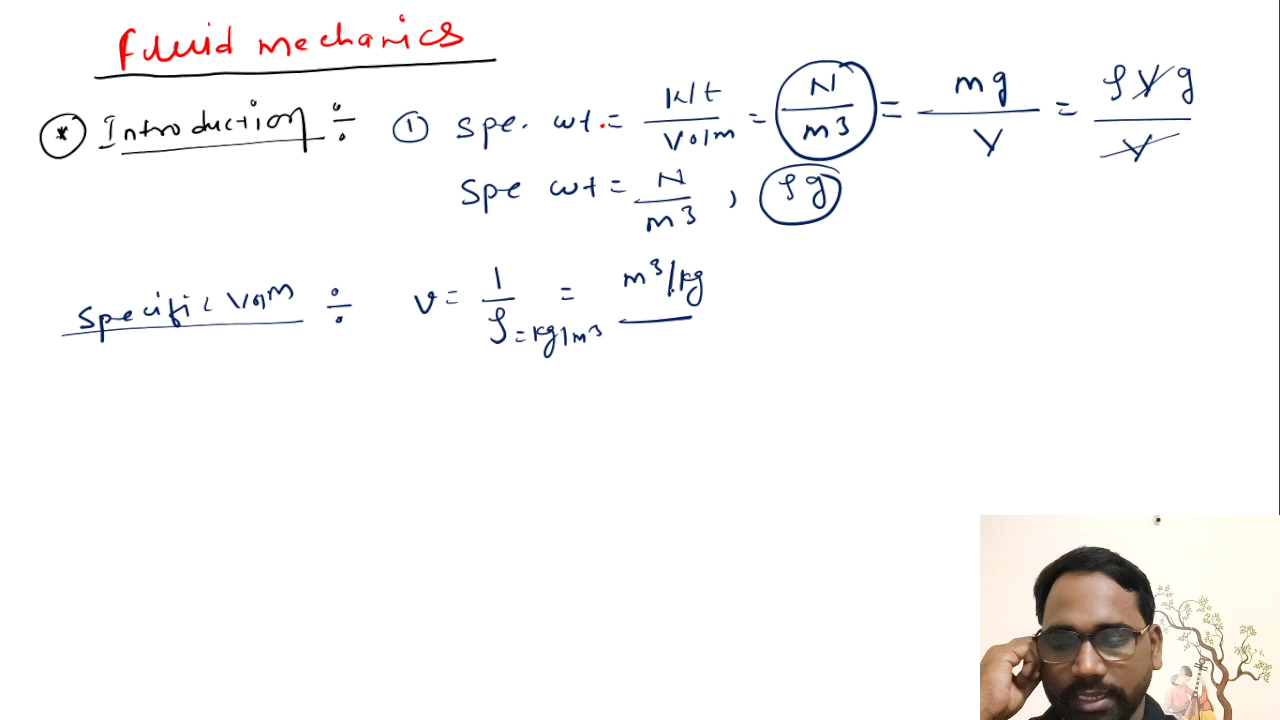 Fluid mechanics
* Introduction ÷ ① Spe. wt. = wt / Volm = N / m3 = mg / V = ρVg / V
Spe wt = N / m3 , ρg
Specific Volm ÷ v = 1 / ρ = kg/m3 = m3/kg